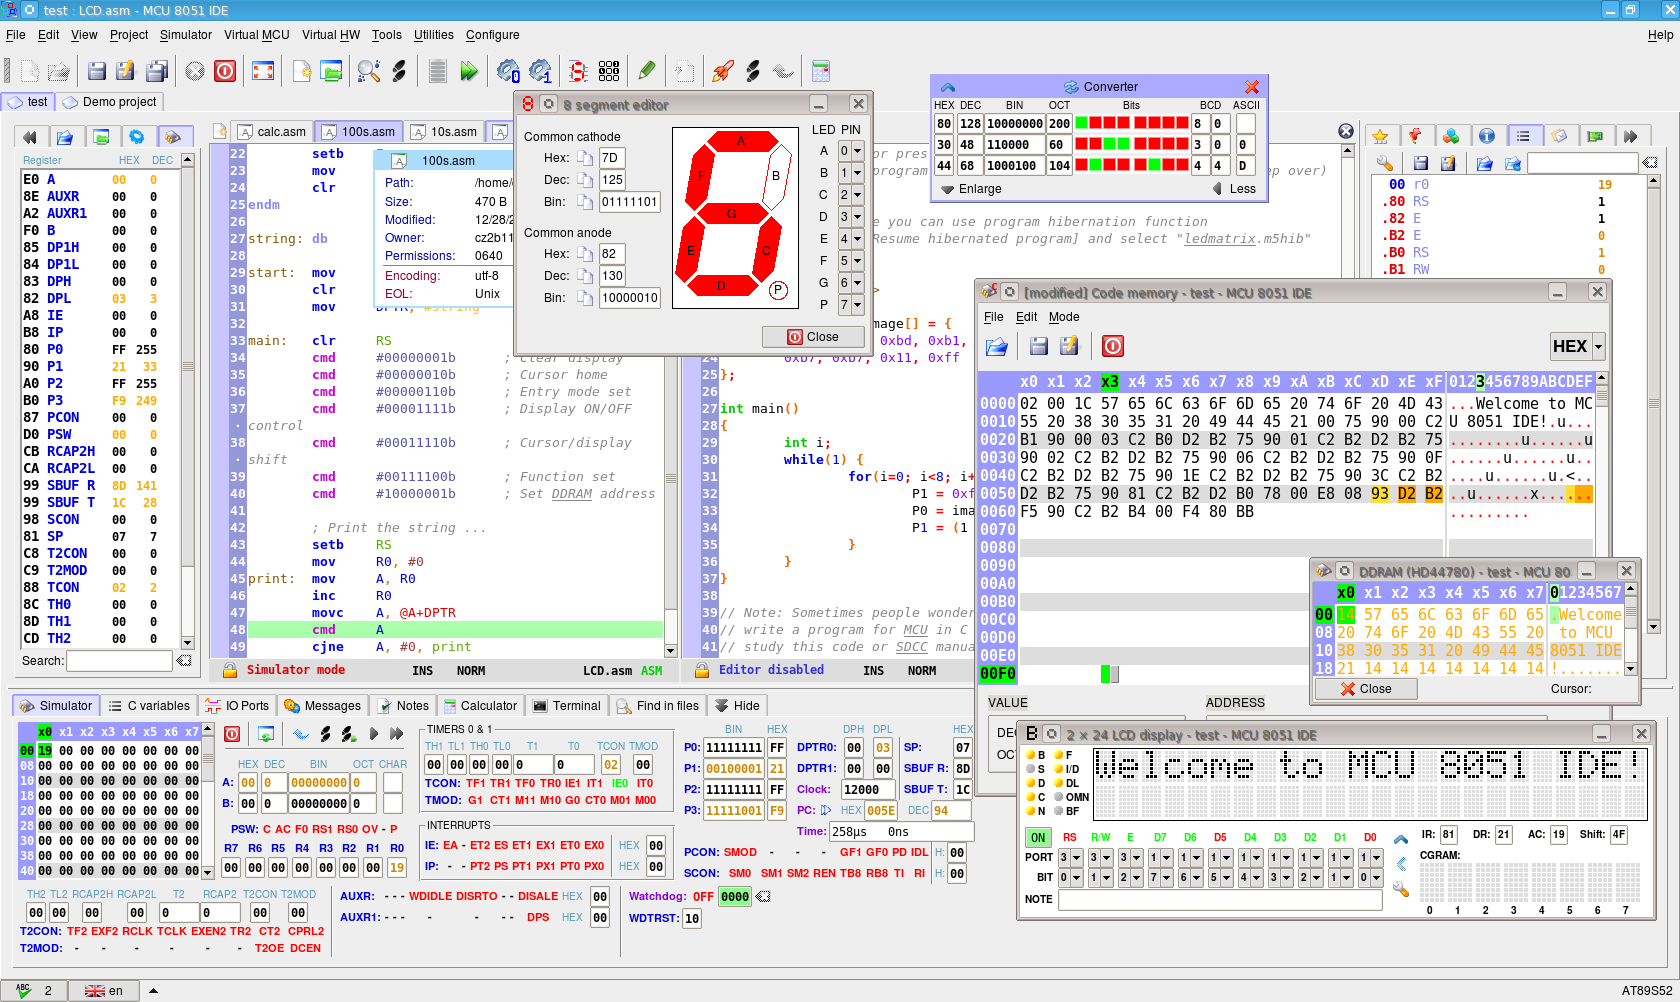 test : LCD.asm - MCU 8051 IDE
File Edit View Project Simulator Virtual MCU Virtual HW Tools Utilities Configure Help
test Demo project
Register HEX DEC
E0 A 00 0
8E AUXR 00 00
A2 AUXR1 00 00
F0 B 00 00
85 DP1H 00 00
84 DP1L 00 00
83 DPH 00 00
82 DPL 03 3
A8 IE 00 00
B8 IP 00 00
80 P0 FF 255
90 P1 21 33
A0 P2 FF 255
B0 P3 F9 249
87 PCON 00 00
D0 PSW 00 0
CB RCAP2H 00 00
CA RCAP2L 00 00
99 SBUF R 8D 141
99 SBUF T 1C 28
98 SCON 00 00
81 SP 07 7
C8 T2CON 00 00
C9 T2MOD 00 00
88 TCON 02 2
8C TH0 00 00
8D TH1 00 00
CD TH2 00 00
Search:
calc.asm 100s.asm 10s.asm
22 setb
23 mov
24 clr
25 endm
26
27 string: db
28
29 start: mov
30 clr
31 mov DPTR, #string
32
33 main: clr RS
34 cmd #00000001b ; Clear display
35 cmd #00000010b ; Cursor home
36 cmd #00000110b ; Entry mode set
37 cmd #00001111b ; Display ON/OFF
· control
38 cmd #00011110b ; Cursor/display
· shift
39 cmd #00111100b ; Function set
40 cmd #10000001b ; Set DDRAM address
41
42 ; Print the string ...
43 setb RS
44 mov R0, #0
45 print: mov A, R0
46 inc R0
47 movc A, @A+DPTR
48 cmd A
49 cjne A, #0, print
Simulator mode INS NORM LCD.asm ASM
100s.asm
Path: /home/
Size: 470 B
Modified: 12/28/2
Owner: cz2b11
Permissions: 0640
Encoding: utf-8
EOL: Unix
8 segment editor
Common cathode
Hex: 7D
Dec: 125
Bin: 01111101
Common anode
Hex: 82
Dec: 130
Bin: 10000010
A
F B
G
E C
D P
LED PIN
A 0
B 1
C 2
D 3
E 4
F 5
G 6
P 7
Close
or pres
program
ep over)
e you can use program hibernation function
Resume hibernated program] and select "ledmatrix.m5hib"
mage[] = {
0xbd, 0xb1,
24 0xb7, 0xb7, 0x11, 0xff
25 };
26
27 int main()
28 {
29 int i;
30 while(1) {
31 for(i=0; i<8; i+
32 P1 = 0xf
33 P0 = ima
34 P1 = (1
35 }
36 }
37 }
38
39 // Note: Sometimes people wonder
40 // write a program for MCU in C
41 // study this code or SDCC manua
Editor disabled INS NORM
Converter
HEX DEC BIN OCT Bits BCD ASCII
80 128 10000000 200 8 0
30 48 110000 60 3 0 0
44 68 1000100 104 4 4 D
Enlarge Less
00 r0 19
.80 RS 1
.82 E 1
.B2 E 0
.B0 RS 1
.B1 RW 0
[modified] Code memory - test - MCU 8051 IDE
File Edit Mode
HEX
x0 x1 x2 x3 x4 x5 x6 x7 x8 x9 xA xB xC xD xE xF 0123456789ABCDEF
0000 02 00 1C 57 65 6C 63 6F 6D 65 20 74 6F 20 4D 43 ...Welcome to MC
0010 55 20 38 30 35 31 20 49 44 45 21 00 75 90 00 C2 U 8051 IDE!.u...
0020 B1 90 00 03 C2 B0 D2 B2 75 90 01 C2 B2 D2 B2 75 ........u......u
0030 90 02 C2 B2 D2 B2 75 90 06 C2 B2 D2 B2 75 90 0F ......u......u..
0040 C2 B2 D2 B2 75 90 1E C2 B2 D2 B2 75 90 3C C2 B2 ....u......u.<..
0050 D2 B2 75 90 81 C2 B2 D2 B0 78 00 E8 08 93 D2 B2 ..u......x......
0060 F5 90 C2 B2 B4 00 F4 80 BB .........
0070
0080
0090
00A0
00B0
00C0
00D0
00E0
00F0
VALUE ADDRESS
DEC
OCT
DDRAM (HD44780) - test - MCU 80
x0 x1 x2 x3 x4 x5 x6 x7 01234567
00 14 57 65 6C 63 6F 6D 65 .Welcome
08 20 74 6F 20 4D 43 55 20 to MCU
10 38 30 35 31 20 49 44 45 8051 IDE
18 21 14 14 14 14 14 14 14 !.......
Close Cursor:
2 × 24 LCD display - test - MCU 8051 IDE
B F
S I/D
D DL
C OMN
N BF
Welcome to MCU 8051 IDE!
ON RS R/W E D7 D6 D5 D4 D3 D2 D1 D0
PORT 3 3 3 1 1 1 1 1 1 1 1
BIT 0 1 2 7 6 5 4 3 2 1 0
NOTE
IR: 81 DR: 21 AC: 19 Shift: 4F
CGRAM:
0 1 2 3 4 5 6 7
Simulator C variables IO Ports Messages Notes Calculator Terminal Find in files Hide
x0 x1 x2 x3 x4 x5 x6 x7
00 19 00 00 00 00 00 00 00
08 00 00 00 00 00 00 00 00
10 00 00 00 00 00 00 00 00
18 00 00 00 00 00 00 00 00
20 00 00 00 00 00 00 00 00
28 00 00 00 00 00 00 00 00
30 00 00 00 00 00 00 00 00
38 00 00 00 00 00 00 00 00
40 00 00 00 00 00 00 00 00
HEX DEC BIN OCT CHAR
A: 00 0 00000000 0
B: 00 0 00000000 0
PSW: C AC F0 RS1 RS0 OV - P
R7 R6 R5 R4 R3 R2 R1 R0
00 00 00 00 00 00 00 19
TIMERS 0 & 1
TH1 TL1 TH0 TL0 T1 T0 TCON TMOD
00 00 00 00 0 0 02 00
TCON: TF1 TR1 TF0 TR0 IE1 IT1 IE0 IT0
TMOD: G1 CT1 M11 M10 G0 CT0 M01 M00
INTERRUPTS
IE: EA - ET2 ES ET1 EX1 ET0 EX0 HEX 00
IP: - - PT2 PS PT1 PX1 PT0 PX0 HEX 00
BIN HEX
P0: 11111111 FF
P1: 00100001 21
P2: 11111111 FF
P3: 11111001 F9
DPH DPL HEX
DPTR0: 00 03 SP: 07
DPTR1: 00 00 SBUF R: 8D
Clock: 12000 SBUF T: 1C
PC: HEX 005E DEC 94
Time: 258µs 0ns
PCON: SMOD - - - GF1 GF0 PD IDL H: 00
SCON: SM0 SM1 SM2 REN TB8 RB8 TI RI H: 00
TH2 TL2 RCAP2H RCAP2L T2 RCAP2 T2CON T2MOD
00 00 00 00 0 0 00 00
T2CON: TF2 EXF2 RCLK TCLK EXEN2 TR2 CT2 CPRL2
T2MOD: - - - - - - T2OE DCEN
AUXR: - - - WDIDLE DISRTO - - DISALE HEX 00
AUXR1: - - - - - - - DPS HEX 00
Watchdog: OFF 0000
WDTRST: 10
2 en AT89S52